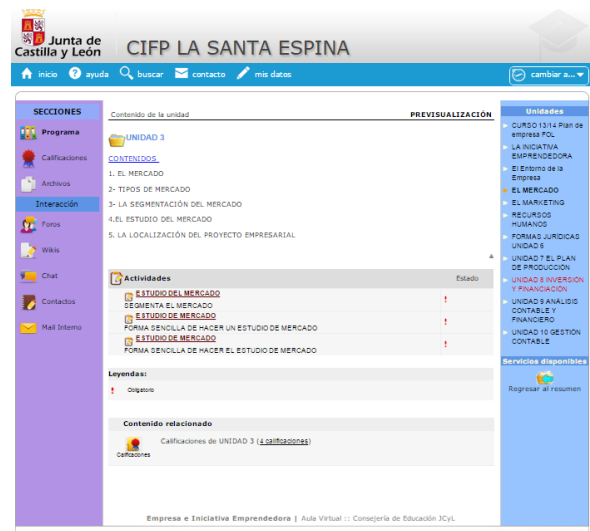 Junta de
Castilla y León
CIFP LA SANTA ESPINA
inicio ayuda buscar contacto mis datos cambiar a...
SECCIONES
Programa
Calificaciones
Archivos
Interacción
Foros
Wikis
Chat
Contactos
Mail Interno
Contenido de la unidad PREVISUALIZACIÓN
UNIDAD 3
CONTENIDOS.
1. EL MERCADO
2- TIPOS DE MERCADO
3- LA SEGMENTACIÓN DEL MERCADO
4.EL ESTUDIO DEL MERCADO
5. LA LOCALIZACIÓN DEL PROYECTO EMPRESARIAL
Actividades Estado
ESTUDIO DEL MERCADO
SEGMENTA EL MERCADO !
ESTUDIO DE MERCADO
FORMA SENCILLA DE HACER UN ESTUDIO DE MERCADO !
ESTUDIO DE MERCADO
FORMA SENCILLA DE HACER EL ESTUDIO DE MERCADO !
Leyendas:
! Obligatorio
Contenido relacionado
Calificaciones de UNIDAD 3 (4 calificaciones)
Calificaciones
Unidades
CURSO 13/14 Plan de
empresa FOL
LA INICIATIVA
EMPRENDEDORA
El Entorno de la
Empresa
EL MERCADO
EL MARKETING
RECURSOS
HUMANOS
FORMAS JURÍDICAS
UNIDAD 6
UNIDAD 7 EL PLAN
DE PRODUCCIÓN
UNIDAD 8 INVERSIÓN
Y FINANCIACIÓN
UNIDAD 9 ANÁLISIS
CONTABLE Y
FINANCIERO
UNIDAD 10 GESTIÓN
CONTABLE
Servicios disponibles
Regresar al resumen
Empresa e Iniciativa Emprendedora | Aula Virtual :: Consejería de Educación JCyL